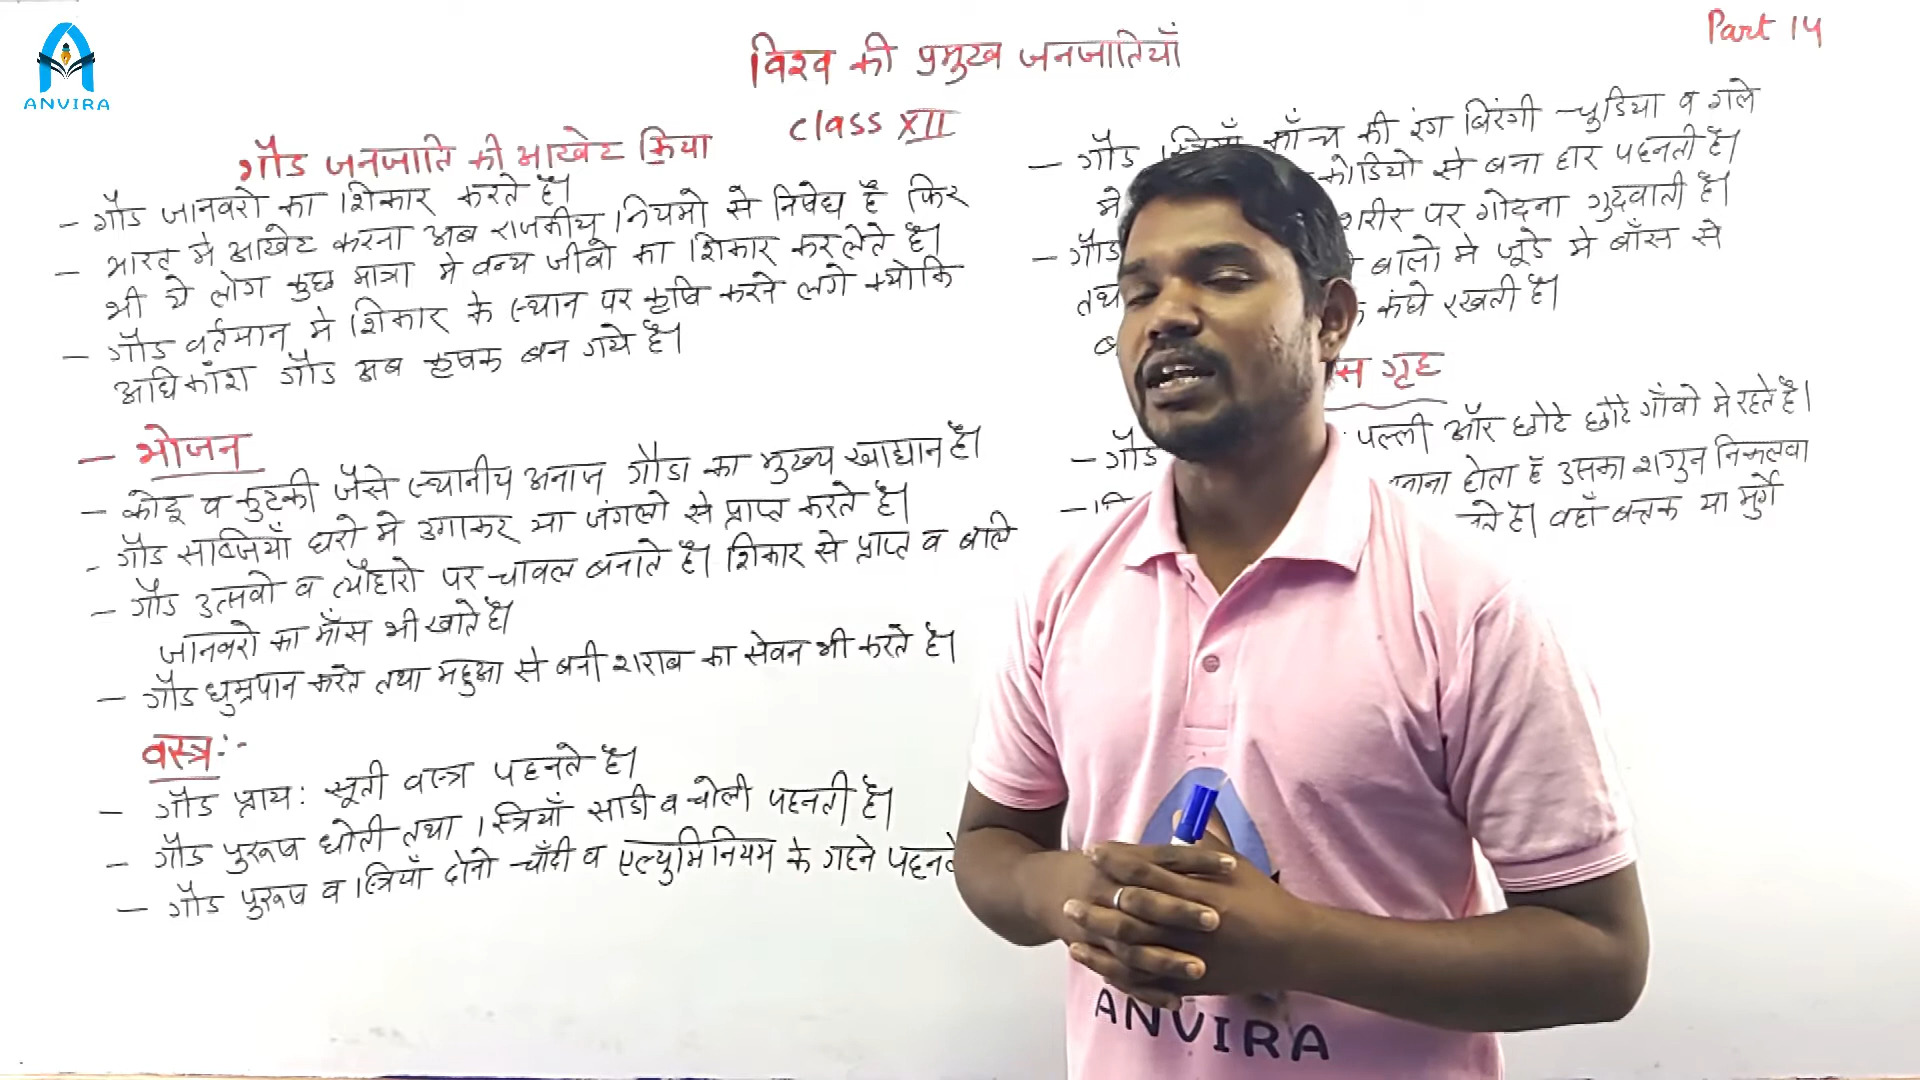 ANVIRA
विश्व की प्रमुख जनजातियाँ
Part 14
Class XII
गौड जनजाति की आखेट क्रिया
– गौड जानवरो का शिकार करते है।
– भारत मे आखेट करना अब राजकीय नियमो से निषेध है फिर
भी ये लोग कुछ मात्रा मे वन्य जीवो का शिकार कर लेते है।
– गौड वर्तमान मे शिकार के स्थान पर कृषि करने लगे क्योकि
अधिकाँश गौड अब कृषक बन गये है।
– भोजन
– कोदू व कुटकी जैसे स्थानीय अनाज गौडा का मुख्य खाद्यान है।
– गौड सब्जियाँ घरो मे उगाकर या जंगलो से प्राप्त करते है।
– गौड उत्सवो व त्यौहारो पर चावल बनाते है। शिकार से प्राप्त व बलि
जानवरो का माँस भी खाते है।
– गौड धुम्रपान करते तथा महुआ से बनी शराब का सेवन भी करते है।
वस्त्र:-
– गौड प्राय: सूती वस्त्र पहनते है।
– गौड पुरूष धोती तथा स्त्रियाँ साडी व चोली पहनती है।
– गौड पुरूष व स्त्रियाँ दोनो चाँदी व एल्युमिनियम के गहने पहनते
– गौड स्त्रियाँ काँच की रंग बिरंगी चुडिया व गले
मे कोडियो से बना हार पहनती है।
– गौड शरीर पर गोदना गुदवाती है।
तथा बालो मे जूडे मे बाँस से
कंघे रखती है।
गृह
– गौड पल्ली और छोटे छोटे गाँवो मे रहते है।
– होता है उसका शगुन निकलवा
है। वहाँ बत्तक या मुर्गे
ANVIRA